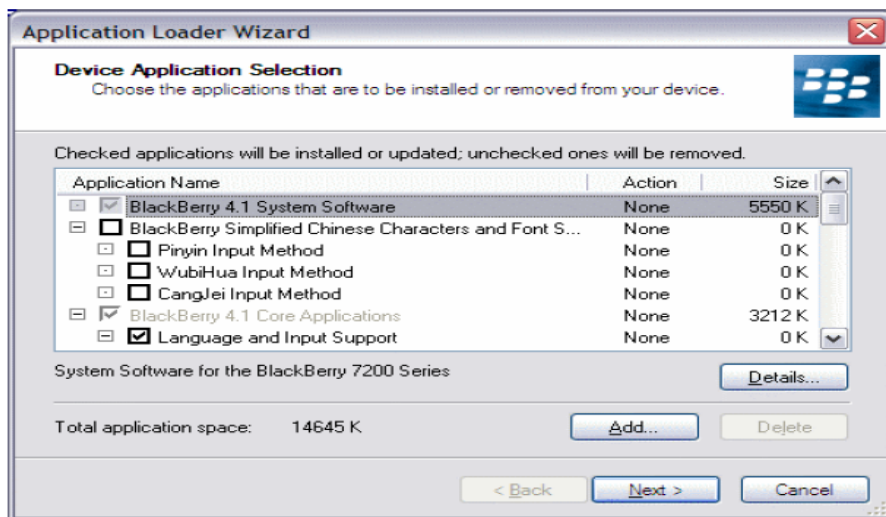 Application Loader Wizard
Device Application Selection
Choose the applications that are to be installed or removed from your device.
Checked applications will be installed or updated; unchecked ones will be removed.
Application Name Action Size
BlackBerry 4.1 System Software None 5550 K
BlackBerry Simplified Chinese Characters and Font S... None 0 K
Pinyin Input Method None 0 K
WubiHua Input Method None 0 K
CangJei Input Method None 0 K
BlackBerry 4.1 Core Applications None 3212 K
Language and Input Support None 0 K
System Software for the BlackBerry 7200 Series
Details...
Total application space: 14645 K Add... Delete
< Back Next > Cancel